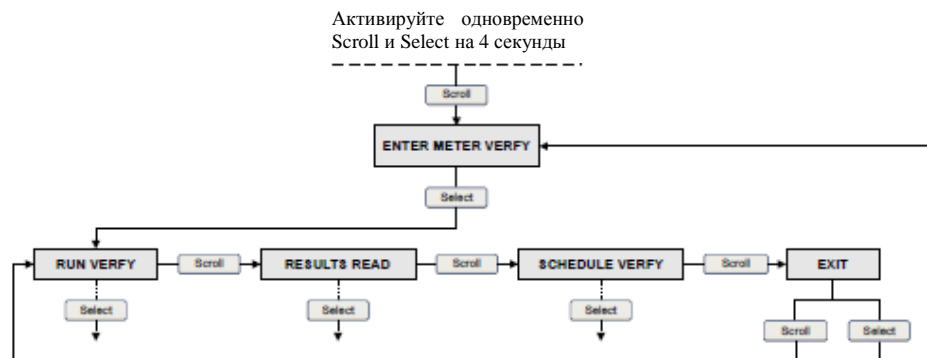 Активируйте одновременно
Scroll и Select на 4 секунды
Scroll
ENTER METER VERFY
Select
RUN VERFY
Scroll
RESULTS READ
Scroll
SCHEDULE VERFY
Scroll
EXIT
Select
Select
Select
Scroll
Select